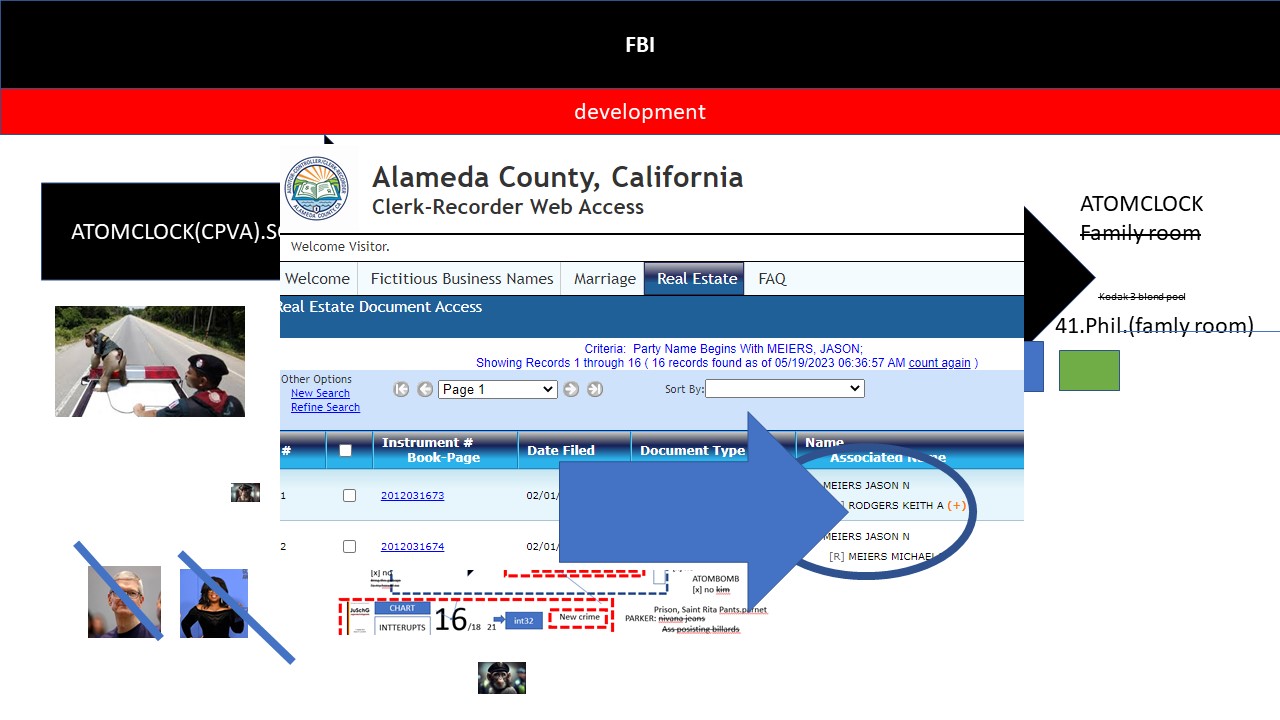 FBI
development
Alameda County, California
Clerk-Recorder Web Access
Welcome Visitor.
Welcome
Fictitious Business Names
Marriage
Real Estate
FAQ
Real Estate Document Access
Criteria: Party Name Begins With MEIERS, JASON;
Showing Records 1 through 16 ( 16 records found as of 05/19/2023 06:36:57 AM count again )
Other Options
New Search
Refine Search
Page 1
Sort By:
# Instrument # Date Filed Document Type Name
Book-Page Associated Name
1 2012031673 02/01/ MEIERS JASON N
RODGERS KEITH A (+)
2 2012031674 02/01/ MEIERS JASON N
[R] MEIERS MICHAEL
ATOMCLOCK(CPVA).S
ATOMCLOCK
Family room
Kodak 3 blond pool
41.Phil.(famly room)
[x] no
ATOMBOMB
[x] no kim
JuSchG
CHART
INTTERUPTS
16/18 21
int32
New crime
Prison, Saint Rita Pants.parnet
PARKER: nivana jeans
Ass posisting billards